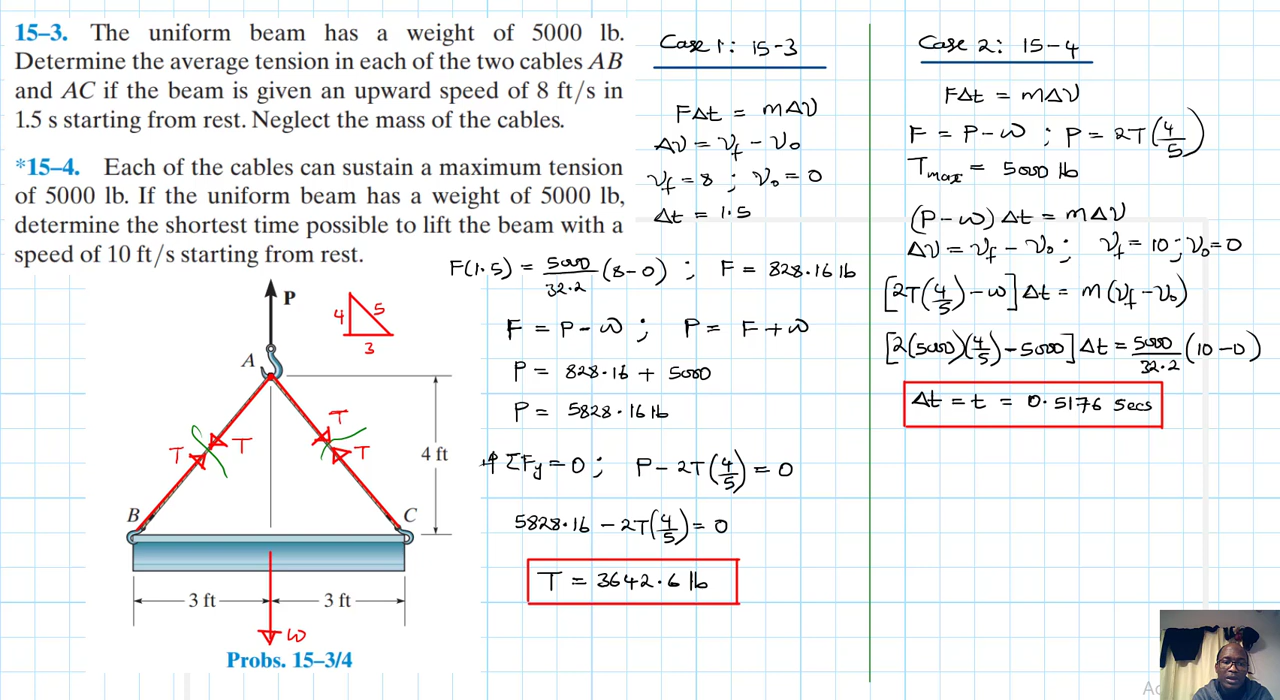 15–3. The uniform beam has a weight of 5000 lb.
Determine the average tension in each of the two cables AB
and AC if the beam is given an upward speed of 8 ft/s in
1.5 s starting from rest. Neglect the mass of the cables.
*15–4. Each of the cables can sustain a maximum tension
of 5000 lb. If the uniform beam has a weight of 5000 lb,
determine the shortest time possible to lift the beam with a
speed of 10 ft/s starting from rest.
P
4
5
3
A
T
T
T
T
4 ft
B
C
3 ft
3 ft
W
Probs. 15–3/4
Case 1: 15-3
FΔt = mΔV
ΔV = Vf - Vo
Vf = 8 ; Vo = 0
Δt = 1.5
F(1.5) = 5000/32.2 (8-0) ; F = 828.16 lb
F = P - W ; P = F + W
P = 828.16 + 5000
P = 5828.16 lb
+↑ ΣFy = 0 ; P - 2T(4/5) = 0
5828.16 - 2T(4/5) = 0
T = 3642.6 lb
Case 2: 15-4
FΔt = mΔV
F = P - W ; P = 2T(4/5)
Tmax = 5000 lb
(P - W) Δt = mΔV
ΔV = Vf - Vo ; Vf = 10 ; Vo = 0
[2T(4/5) - W] Δt = m(Vf - Vo)
[2(5000)(4/5) - 5000] Δt = 5000/32.2 (10 - 0)
Δt = t = 0.5176 secs